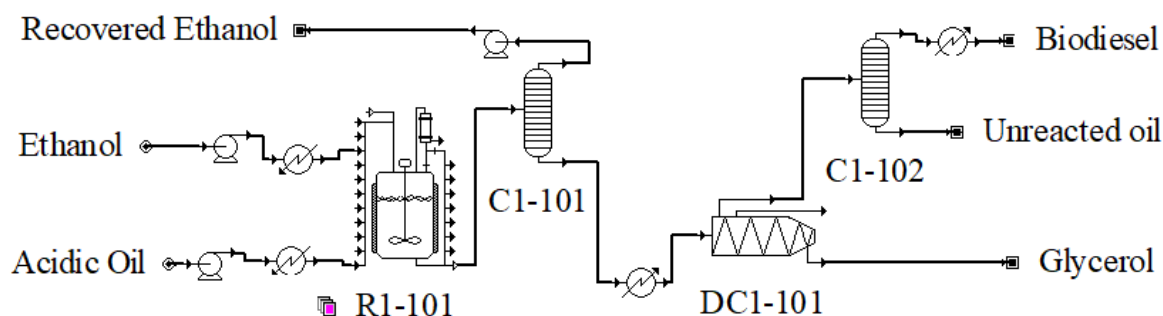 Recovered Ethanol
Biodiesel
Ethanol
Unreacted oil
C1-101
C1-102
Acidic Oil
Glycerol
R1-101
DC1-101